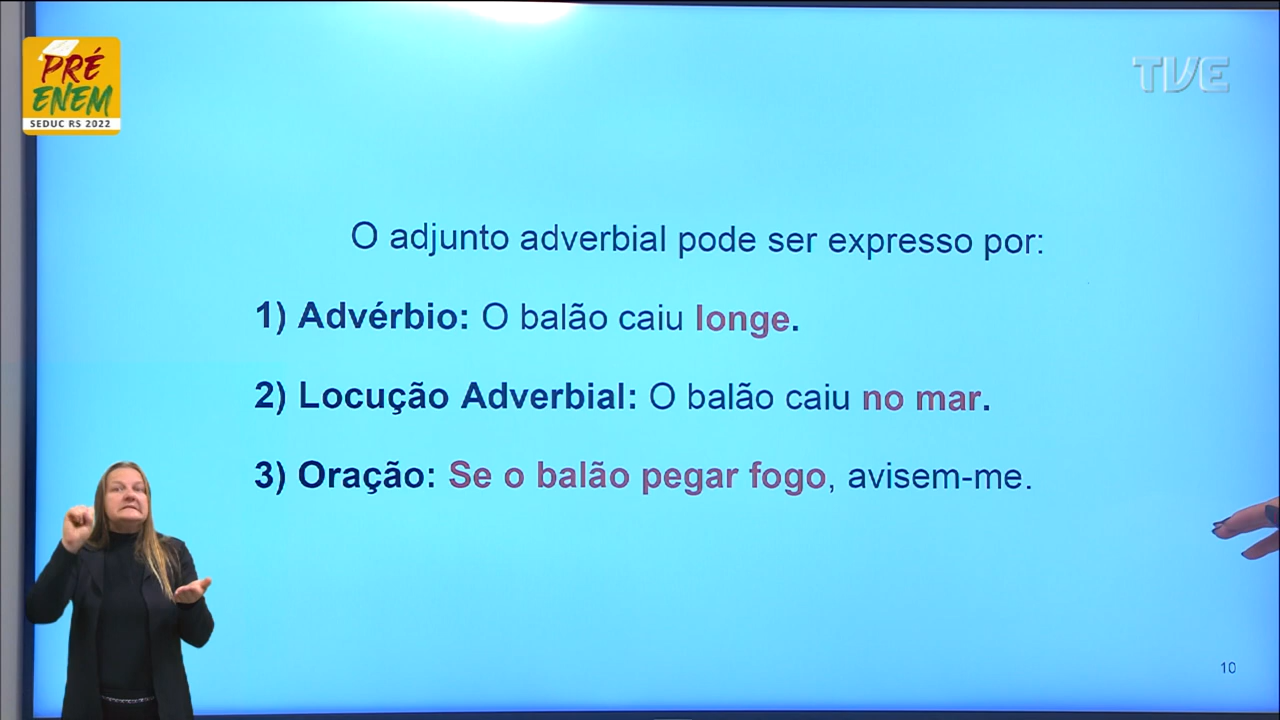 PRÉ
ENEM
SEDUC RS 2022
TVE
O adjunto adverbial pode ser expresso por:
1) Advérbio: O balão caiu longe.
2) Locução Adverbial: O balão caiu no mar.
3) Oração: Se o balão pegar fogo, avisem-me.
10